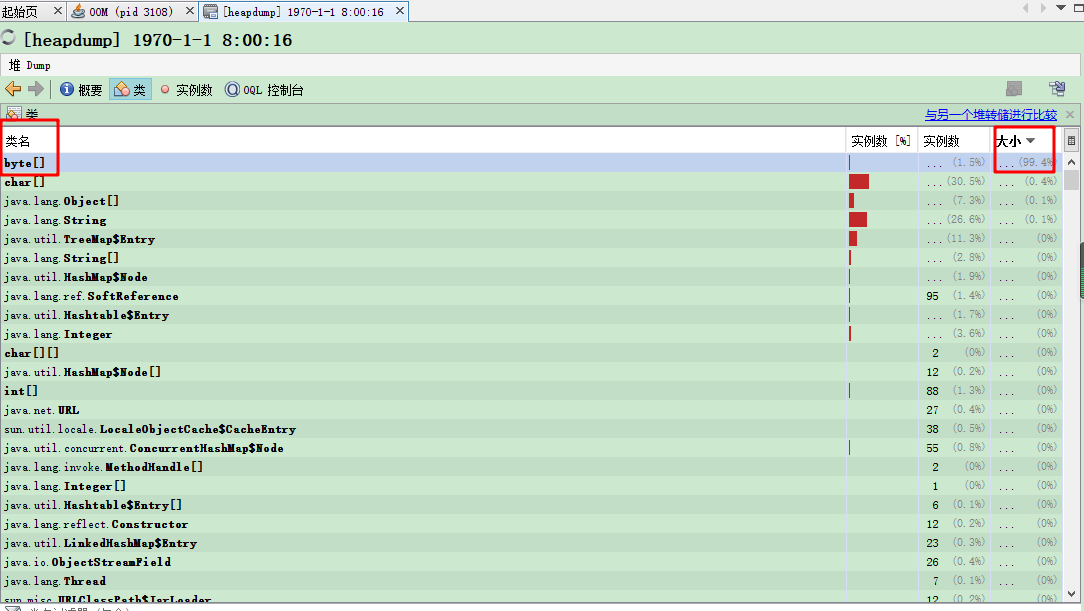 起始页 OOM (pid 3108) [heapdump] 1970-1-1 8:00:16
[heapdump] 1970-1-1 8:00:16
堆 Dump
概要 类 实例数 OQL 控制台
类 与另一个堆转储进行比较
类名 实例数 [%] 实例数 大小
byte[] ... (1.5%) ... (99.4%)
char[] ... (30.5%) ... (0.4%)
java.lang.Object[] ... (7.3%) ... (0.1%)
java.lang.String ... (26.6%) ... (0.1%)
java.util.TreeMap$Entry ... (11.3%) ... (0%)
java.lang.String[] ... (2.8%) ... (0%)
java.util.HashMap$Node ... (1.9%) ... (0%)
java.lang.ref.SoftReference 95 (1.4%) ... (0%)
java.util.Hashtable$Entry ... (1.7%) ... (0%)
java.lang.Integer ... (3.6%) ... (0%)
char[][] 2 (0%) ... (0%)
java.util.HashMap$Node[] 12 (0.2%) ... (0%)
int[] 88 (1.3%) ... (0%)
java.net.URL 27 (0.4%) ... (0%)
sun.util.locale.LocaleObjectCache$CacheEntry 38 (0.5%) ... (0%)
java.util.concurrent.ConcurrentHashMap$Node 55 (0.8%) ... (0%)
java.lang.invoke.MethodHandle[] 2 (0%) ... (0%)
java.lang.Integer[] 1 (0%) ... (0%)
java.util.Hashtable$Entry[] 6 (0.1%) ... (0%)
java.lang.reflect.Constructor 12 (0.2%) ... (0%)
java.util.LinkedHashMap$Entry 23 (0.3%) ... (0%)
java.io.ObjectStreamField 26 (0.4%) ... (0%)
java.lang.Thread 7 (0.1%) ... (0%)
sun.misc.URLClassPath$JarLoader 12 (0.2%) ... (0%)